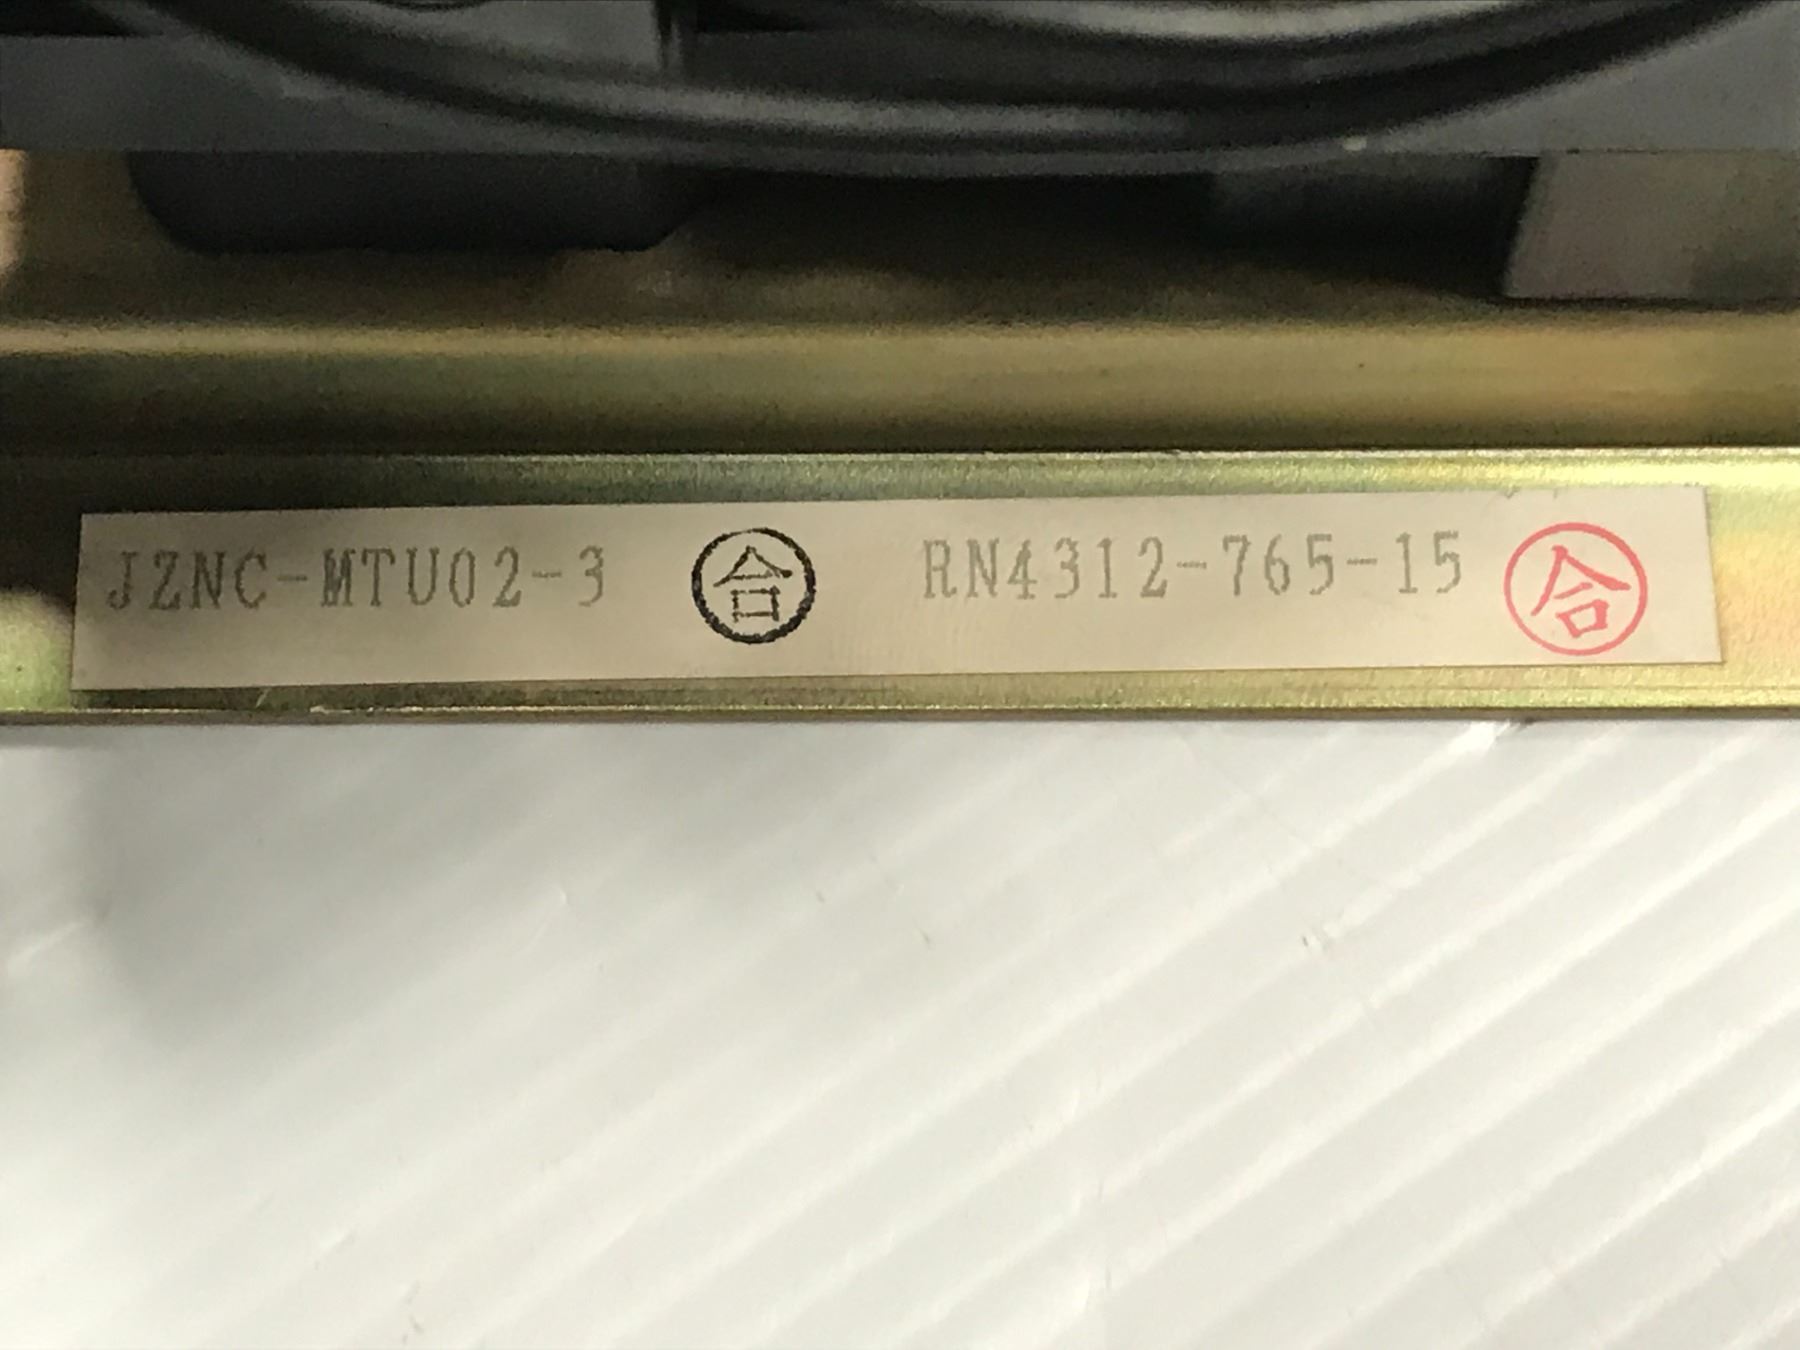 JZNC-MTU02-3 合 RN4312-765-15 合